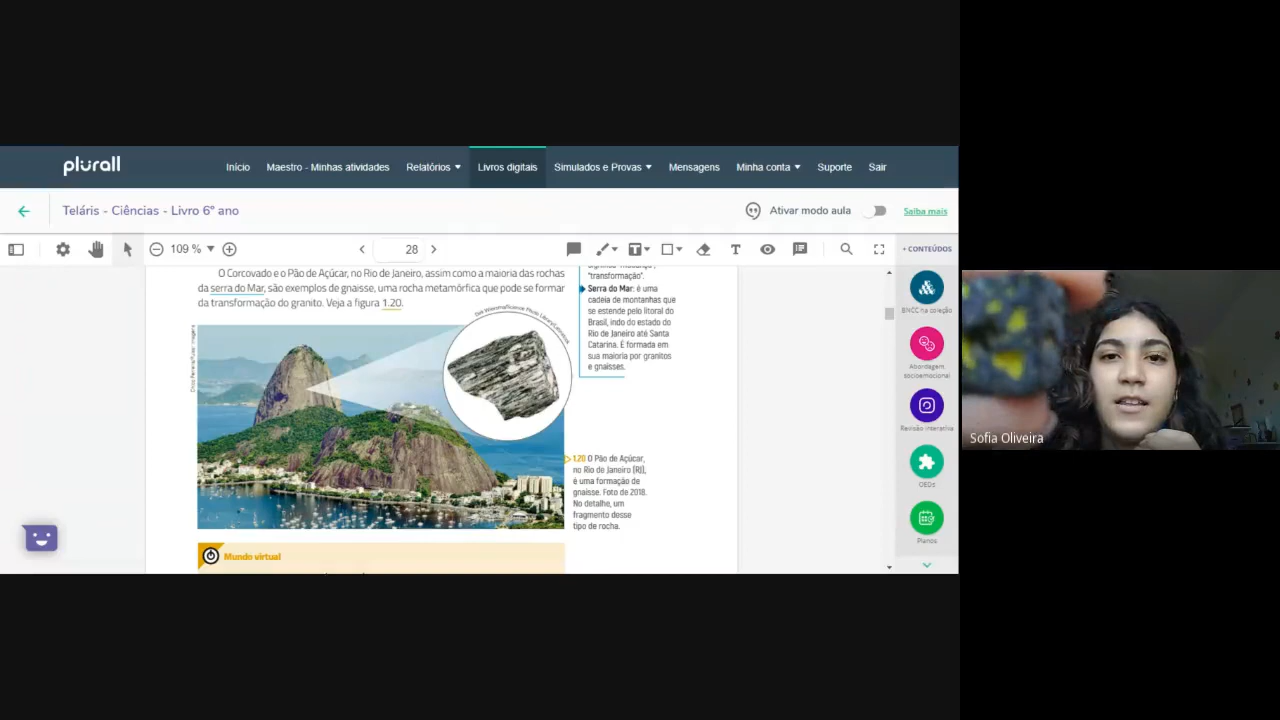 plurall
Início
Maestro - Minhas atividades
Relatórios
Livros digitais
Simulados e Provas
Mensagens
Minha conta
Suporte
Sair
Teláris - Ciências - Livro 6º ano
Ativar modo aula
Saiba mais
109 %
28
+ CONTEÚDOS
O Corcovado e o Pão de Açúcar, no Rio de Janeiro, assim como a maioria das rochas
da serra do Mar, são exemplos de gnaisse, uma rocha metamórfica que pode se formar
da transformação do granito. Veja a figura 1.20.
"transformação".
Serra do Mar: é uma
cadeia de montanhas que
se estende pelo litoral do
Brasil, indo do estado do
Rio de Janeiro até Santa
Catarina. É formada em
sua maioria por granitos
e gnaisses.
1.20 O Pão de Açúcar,
no Rio de Janeiro (RJ),
é uma formação de
gnaisse. Foto de 2018.
No detalhe, um
fragmento desse
tipo de rocha.
Mundo virtual
BNCC na coleção
Abordagem
socioemocional
Revisão Interativa
OEDs
Planos
Sofia Oliveira